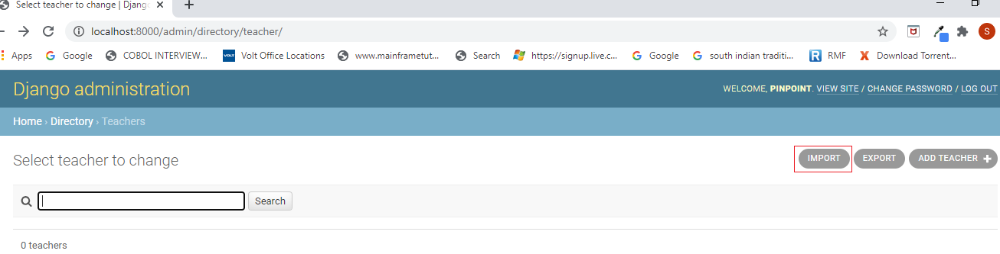 Select teacher to change | Djang
localhost:8000/admin/directory/teacher/
Apps Google COBOL INTERVIEW... VOLT Volt Office Locations www.mainframetut... Search https://signup.live.c... Google south indian traditi... R RMF X Download Torrent...
S
Django administration
WELCOME, PINPOINT. VIEW SITE / CHANGE PASSWORD / LOG OUT
Home › Directory › Teachers
Select teacher to change
IMPORT EXPORT ADD TEACHER +
Search
0 teachers